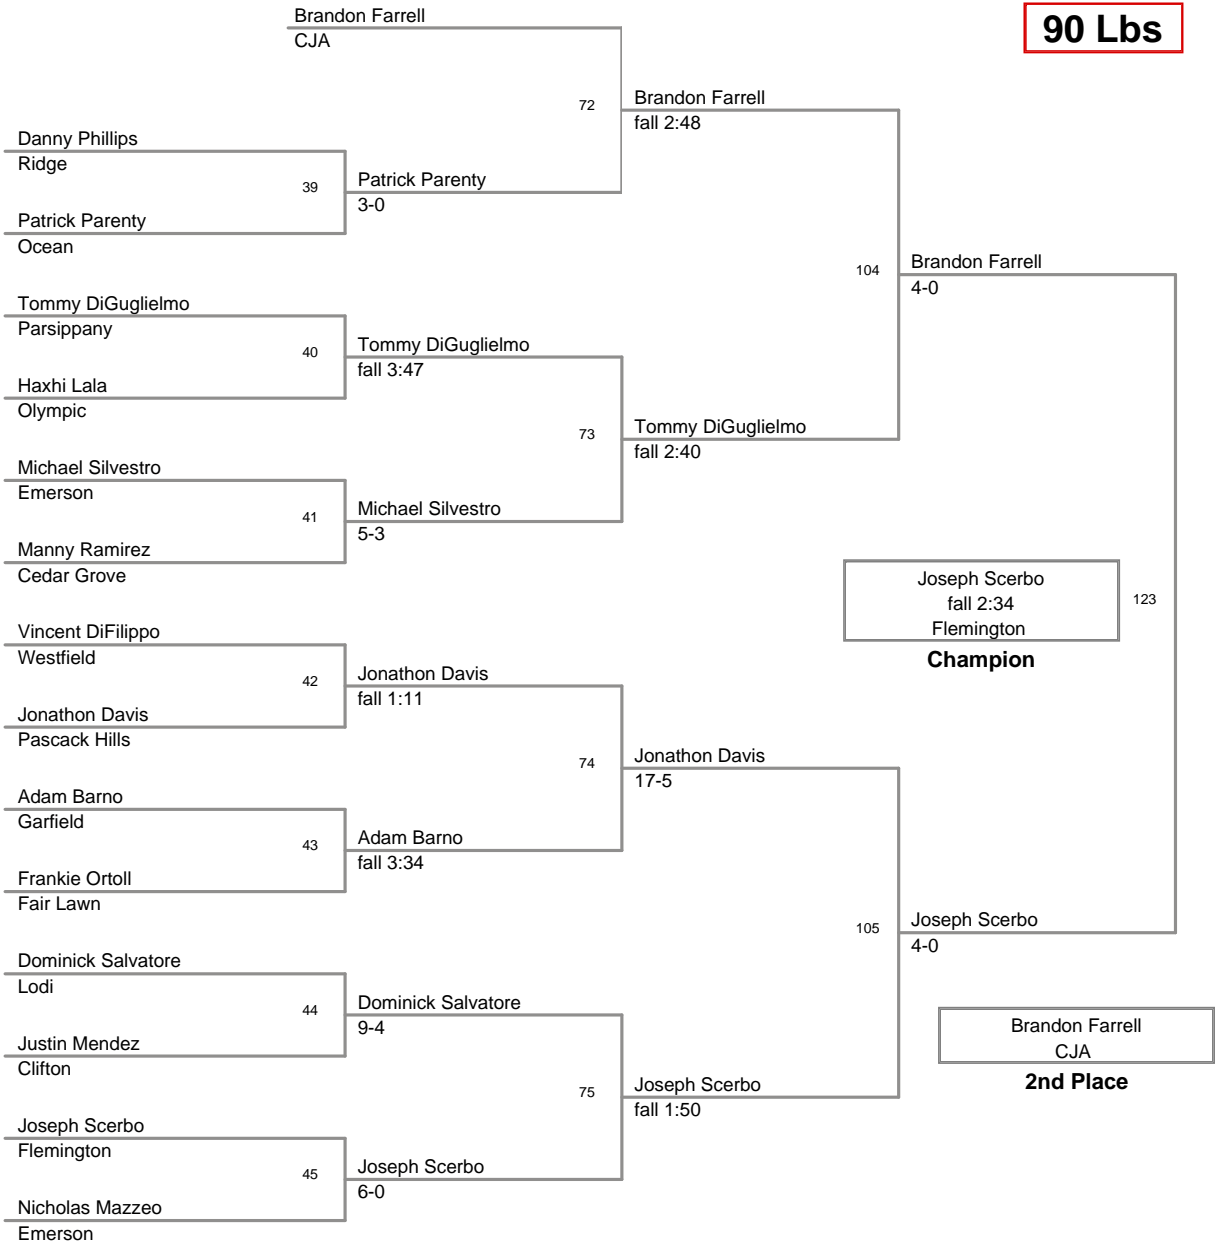 Brandon Farrell
CJA
90 Lbs
72
Brandon Farrell
fall 2:48
Danny Phillips
Ridge
39
Patrick Parenty
3-0
Patrick Parenty
Ocean
104
Brandon Farrell
4-0
Tommy DiGuglielmo
Parsippany
40
Tommy DiGuglielmo
fall 3:47
Haxhi Lala
Olympic
73
Tommy DiGuglielmo
fall 2:40
Michael Silvestro
Emerson
41
Michael Silvestro
5-3
Manny Ramirez
Cedar Grove
Joseph Scerbo
fall 2:34
Flemington
Champion
123
Vincent DiFilippo
Westfield
42
Jonathon Davis
fall 1:11
Jonathon Davis
Pascack Hills
74
Jonathon Davis
17-5
Adam Barno
Garfield
43
Adam Barno
fall 3:34
Frankie Ortoll
Fair Lawn
105
Joseph Scerbo
4-0
Dominick Salvatore
Lodi
44
Dominick Salvatore
9-4
Justin Mendez
Clifton
Brandon Farrell
CJA
2nd Place
75
Joseph Scerbo
fall 1:50
Joseph Scerbo
Flemington
45
Joseph Scerbo
6-0
Nicholas Mazzeo
Emerson